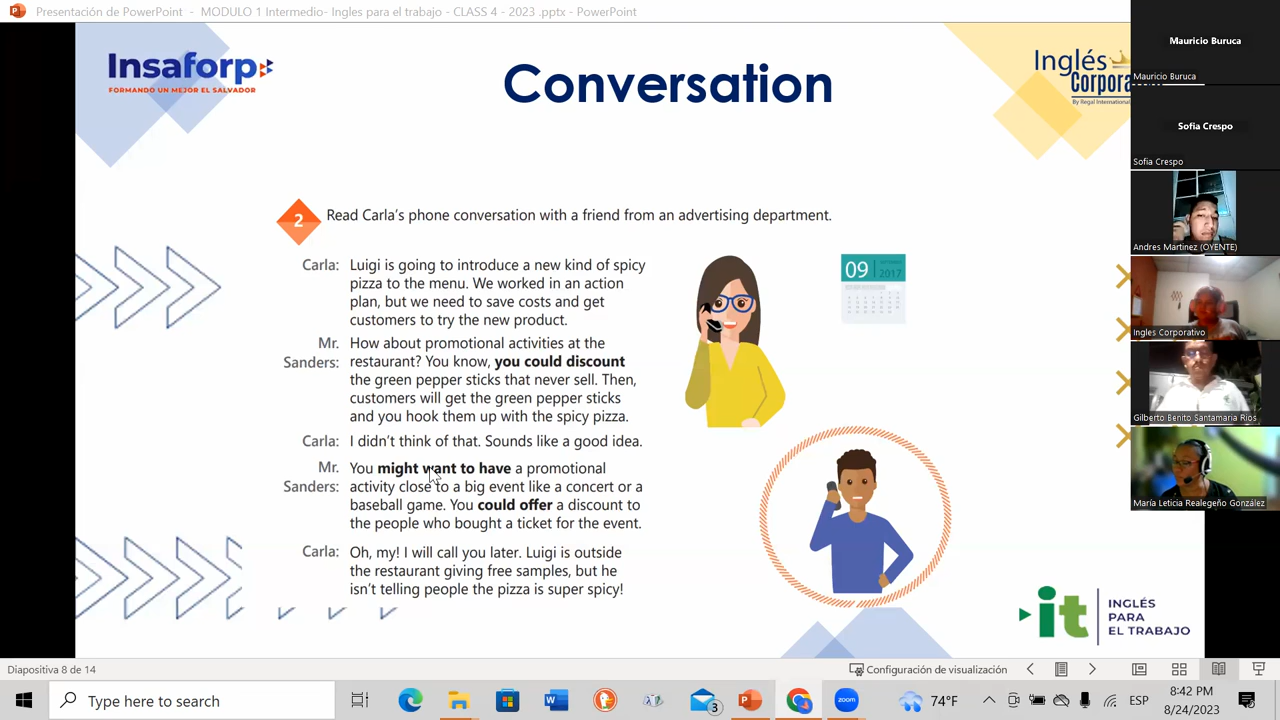 Presentación de PowerPoint - MODULO 1 Intermedio- Ingles para el trabajo - CLASS 4 - 2023 .pptx - PowerPoint
Insaforp
FORMANDO UN MEJOR EL SALVADOR
Conversation
Inglés
Corpora
By Regal International
2
Read Carla's phone conversation with a friend from an advertising department.
Carla: Luigi is going to introduce a new kind of spicy
pizza to the menu. We worked in an action
plan, but we need to save costs and get
customers to try the new product.
Mr. How about promotional activities at the
Sanders: restaurant? You know, you could discount
the green pepper sticks that never sell. Then,
customers will get the green pepper sticks
and you hook them up with the spicy pizza.
Carla: I didn't think of that. Sounds like a good idea.
Mr. You might want to have a promotional
Sanders: activity close to a big event like a concert or a
baseball game. You could offer a discount to
the people who bought a ticket for the event.
Carla: Oh, my! I will call you later. Luigi is outside
the restaurant giving free samples, but he
isn't telling people the pizza is super spicy!
09
2017
it
INGLÉS
PARA
EL TRABAJO
Mauricio Buruca
Mauricio Buruca
Sofia Crespo
Sofia Crespo
Andres Martinez (OYENTE)
Ingles Corporativo
Gilberto Benito Santamaria Rios
María Leticia Realegeño González
Diapositiva 8 de 14
Configuración de visualización
Type here to search
3
zoom
74°F
ESP
8:42 PM
8/24/2023